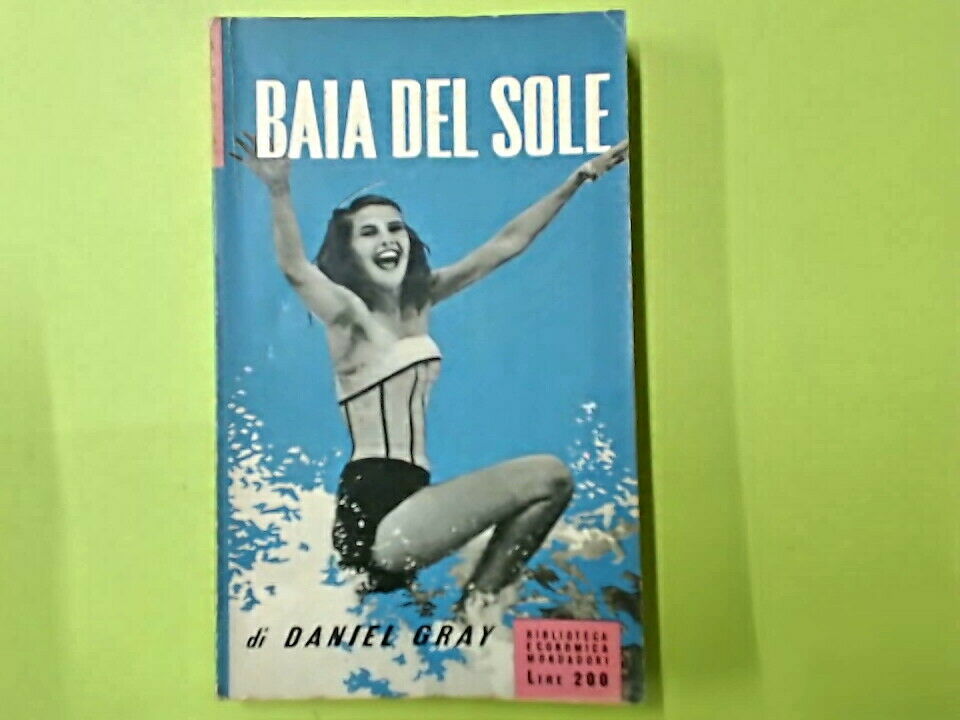 BAIA DEL SOLE
di DANIEL GRAY
BIBLIOTECA
ECONOMICA
MONDADORI
LIRE 200